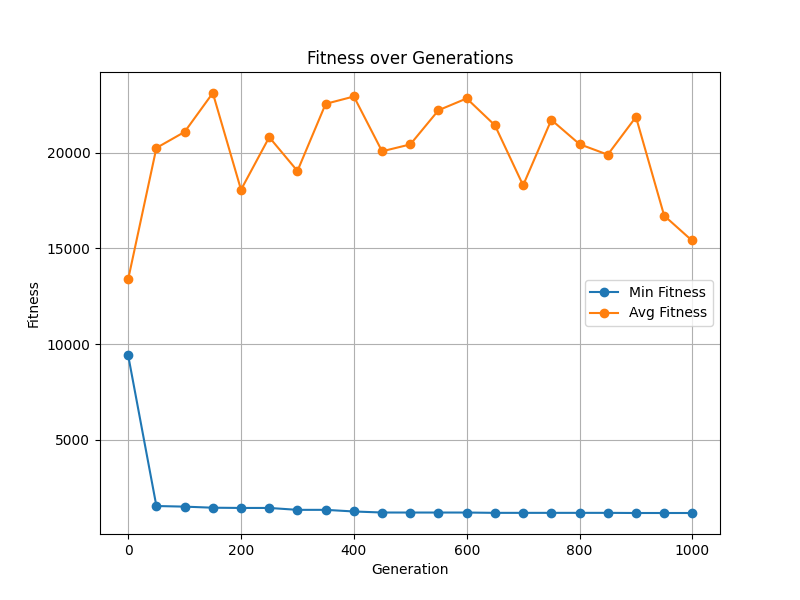 Fitness over Generations
Fitness
20000
15000
10000
5000
Min Fitness
Avg Fitness
0 200 400 600 800 1000
Generation